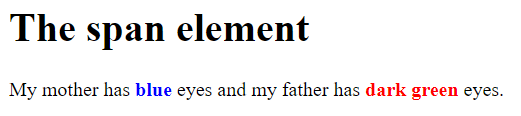 The span element
My mother has blue eyes and my father has dark green eyes.